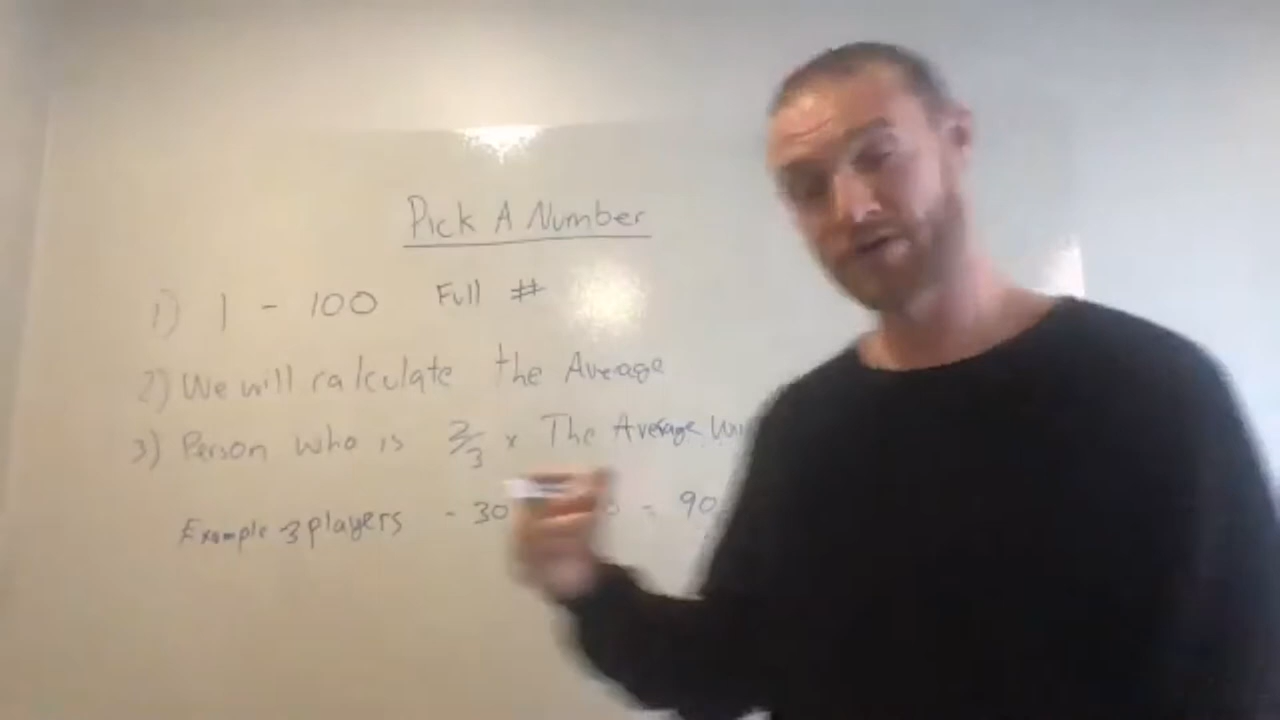 Pick A Number
1) 1 - 100 Full #
2) We will calculate the Average
3) Person who is 2/3 x The Average
Example 3 players - 30 - 90